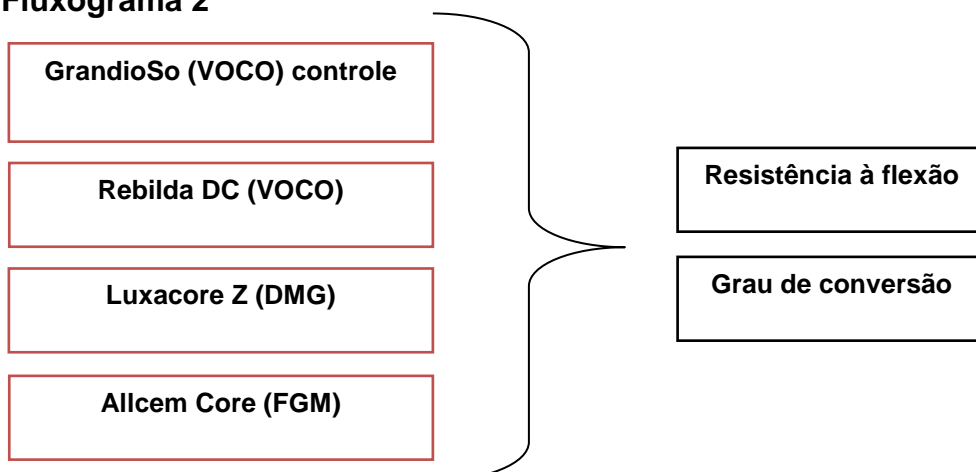 Fluxograma 2
GrandioSo (VOCO) controle
Rebilda DC (VOCO)
Luxacore Z (DMG)
Allcem Core (FGM)
Resistência à flexão
Grau de conversão